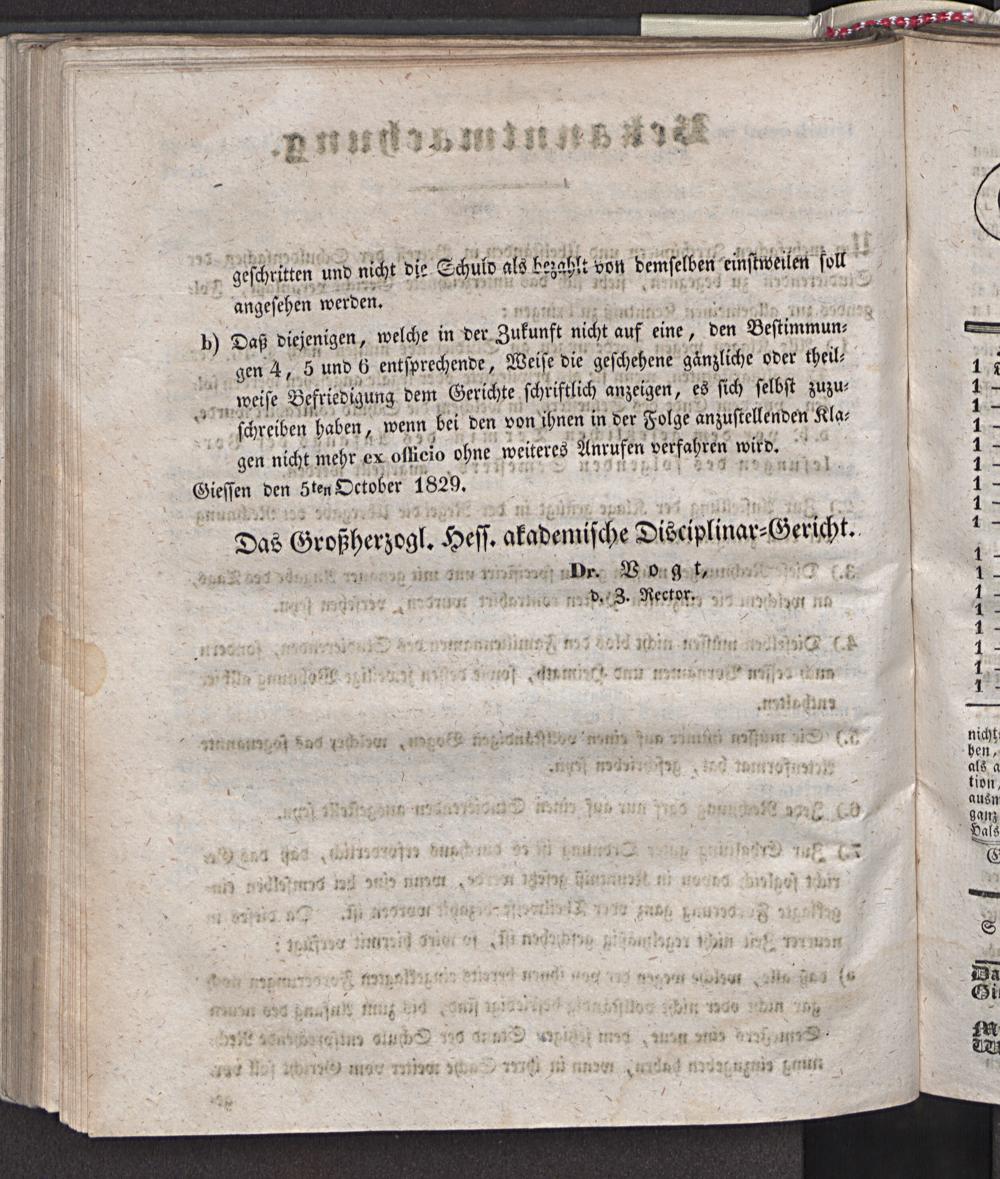 geschritten und nicht die Schuld als bezahlt von demselben einstweilen soll
angesehen werden.
b) Daß diejenigen, welche in der Zukunft nicht auf eine, den Bestimmun-
gen 4, 5 und 6 entsprechende, Weise die geschehene gänzliche oder theil-
weise Befriedigung dem Gerichte schriftlich anzeigen, es sich selbst zuzu-
schreiben haben, wenn bei den von ihnen in der Folge anzustellenden Kla-
gen nicht mehr ex officio ohne weiteres Anrufen verfahren wird.
Giessen den 5ten October 1829.
Das Großherzogl. Hess. akademische Disciplinar-Gericht.
Dr. Vogt,
d. Z. Rector.